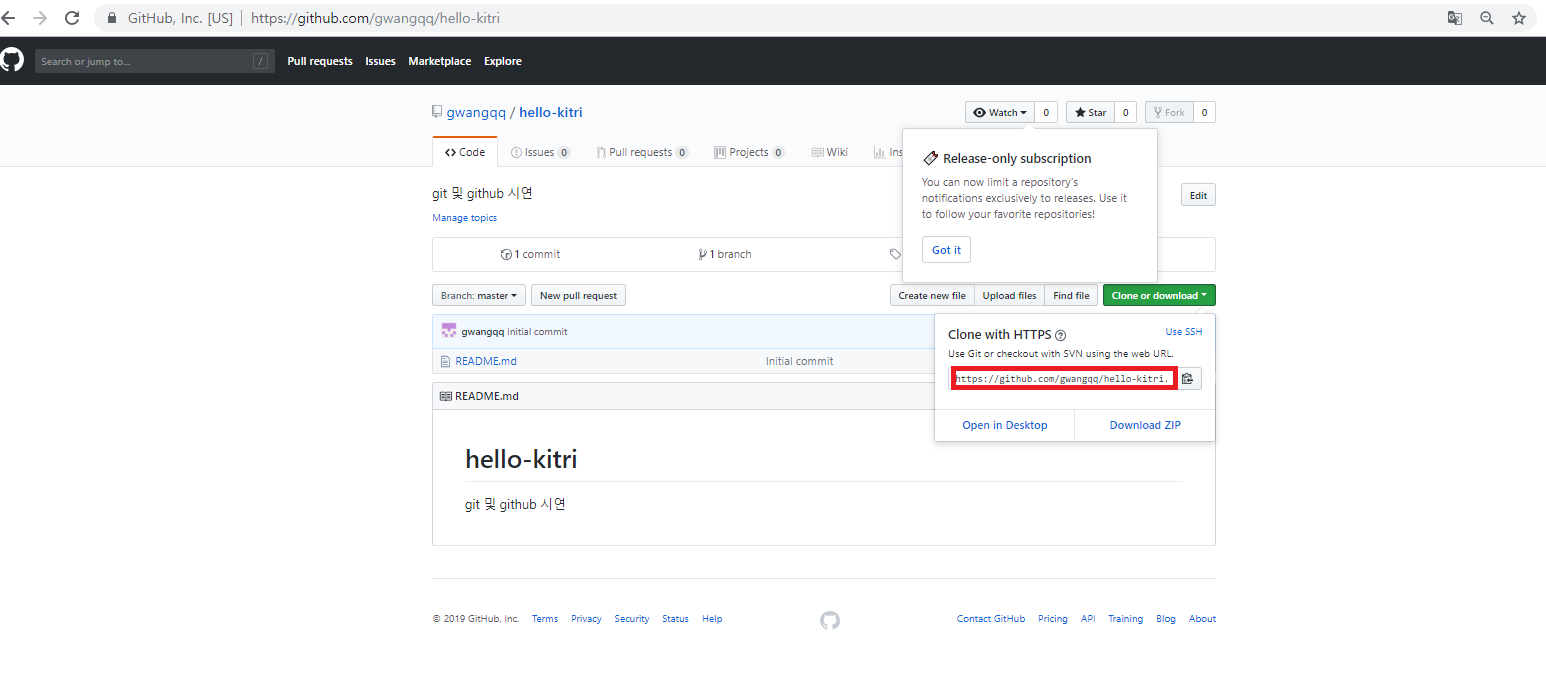 GitHub, Inc. [US] | https://github.com/gwangqq/hello-kitri
Search or jump to... /
Pull requests Issues Marketplace Explore
gwangqq / hello-kitri
Watch 0 Star 0 Fork 0
Code Issues 0 Pull requests 0 Projects 0 Wiki Ins
Release-only subscription
You can now limit a repository's
notifications exclusively to releases. Use it
to follow your favorite repositories!
Got it
git 및 github 시연
Edit
Manage topics
1 commit 1 branch
Branch: master New pull request Create new file Upload files Find file Clone or download
gwangqq Initial commit
README.md Initial commit
Clone with HTTPS Use SSH
Use Git or checkout with SVN using the web URL.
https://github.com/gwangqq/hello-kitri.
Open in Desktop Download ZIP
README.md
hello-kitri
git 및 github 시연
© 2019 GitHub, Inc. Terms Privacy Security Status Help Contact GitHub Pricing API Training Blog About